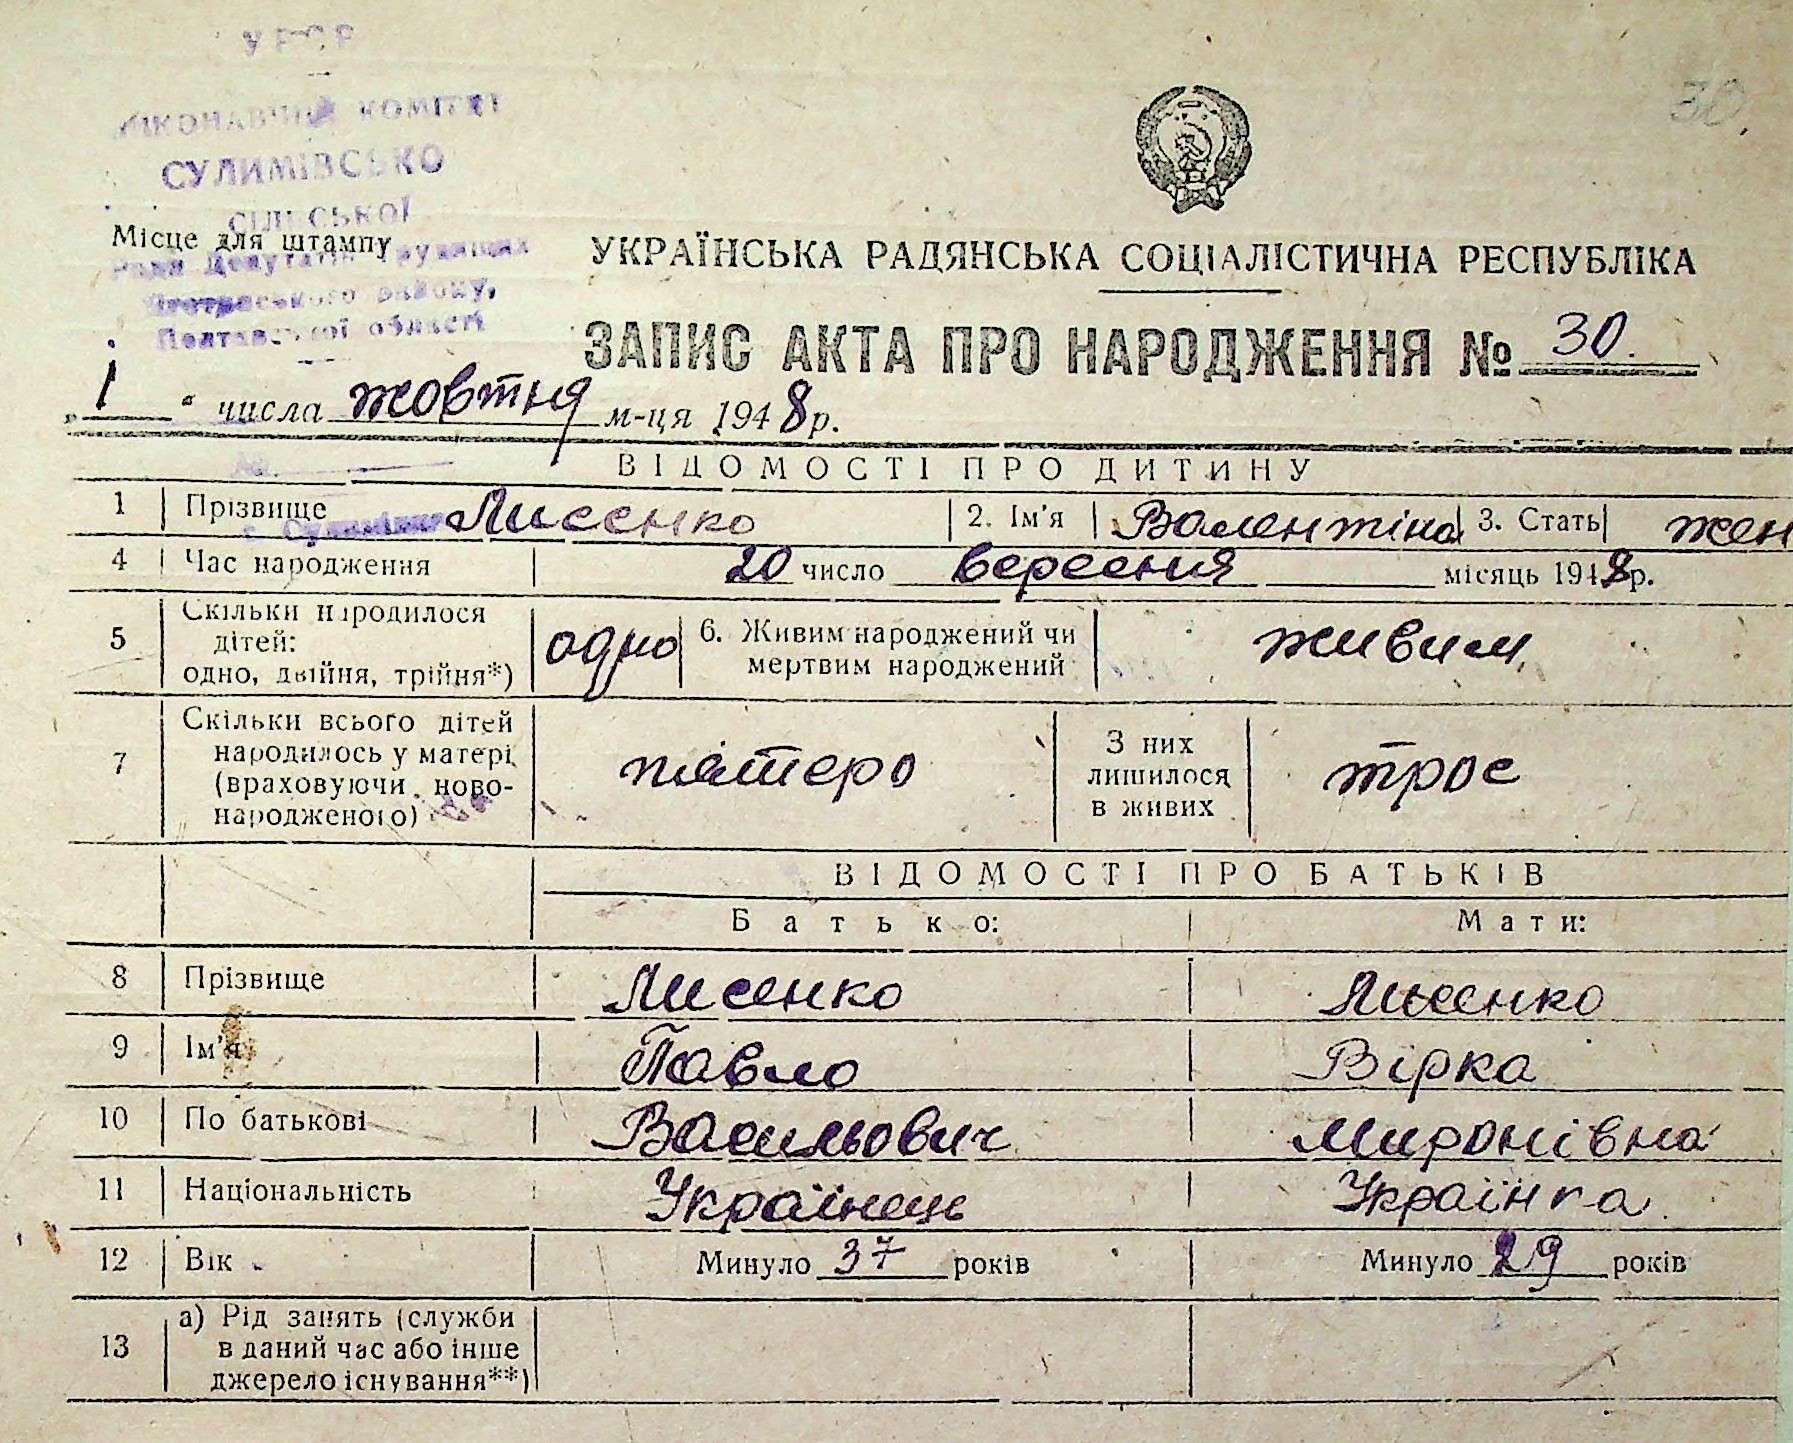 УРСР
30.
ВИКОНАВЧИЙ КОМІТЕТ
СУЛИМІВСЬКО
СІЛЬСЬКОЇ
Місце для штампу
Ради Депутатів Трудящих
району,
Полтавської області
УКРАЇНСЬКА РАДЯНСЬКА СОЦІАЛІСТИЧНА РЕСПУБЛІКА
ЗАПИС АКТА ПРО НАРОДЖЕННЯ № 30.
„1" числа жовтня м-ця 1948 р.
ВІДОМОСТІ ПРО ДИТИНУ
1 Прізвище Лисенко 2. Ім'я Валентіна 3. Стать жен
4 Час народження 20 число вересня місяць 1948 р.
5 Скільки народилося дітей: одно, двійня, трійня*) одно 6. Живим народжений чи мертвим народжений живим
7 Скільки всього дітей народилось у матері (враховуючи ново-народженого) пятеро З них лишилося в живих трое
ВІДОМОСТІ ПРО БАТЬКІВ
Батько: Мати:
8 Прізвище Лисенко Лисенко
9 Ім'я Павло Вірка
10 По батькові Васильович Миронівна
11 Національність Українець Українка
12 Вік Минуло 37 років Минуло 29 років
13 а) Рід занять (служби в даний час або інше джерело існування**)